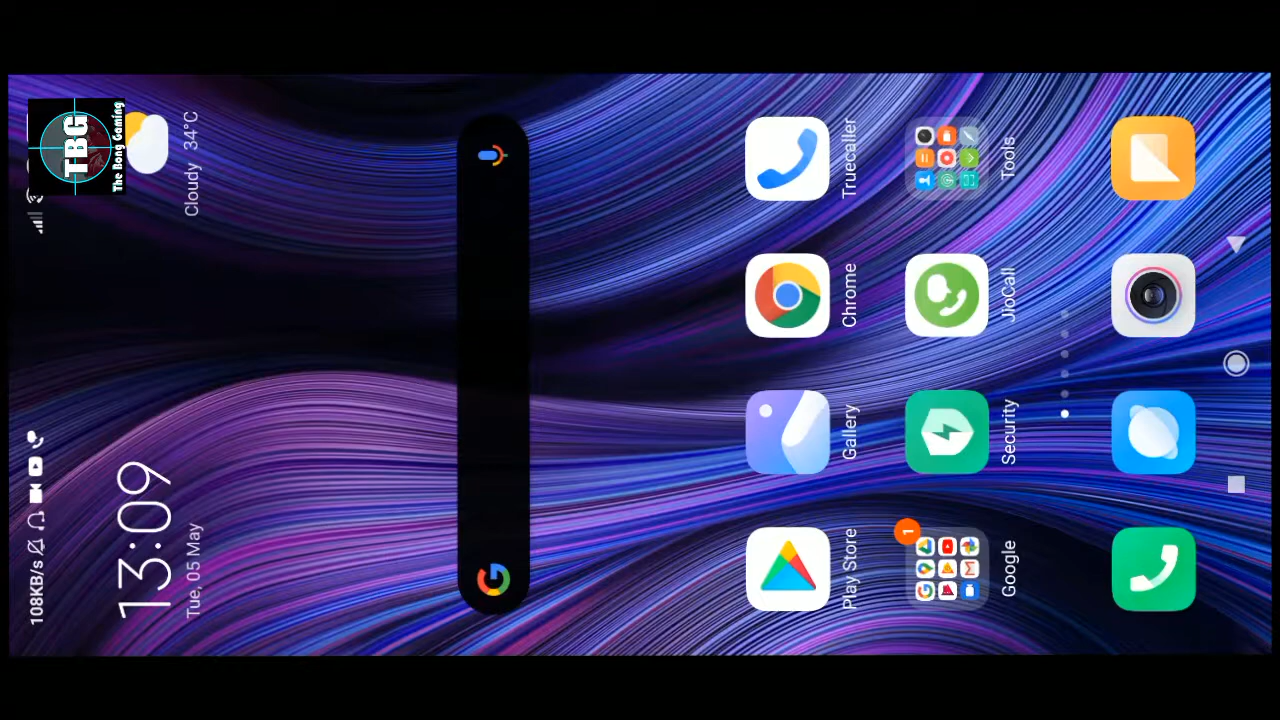 108KB/s
13:09
Tue, 05 May
Cloudy 34°C
TBG
The Bong Gaming
Play Store
Gallery
Chrome
Truecaller
1
Google
Security
JioCall
Tools